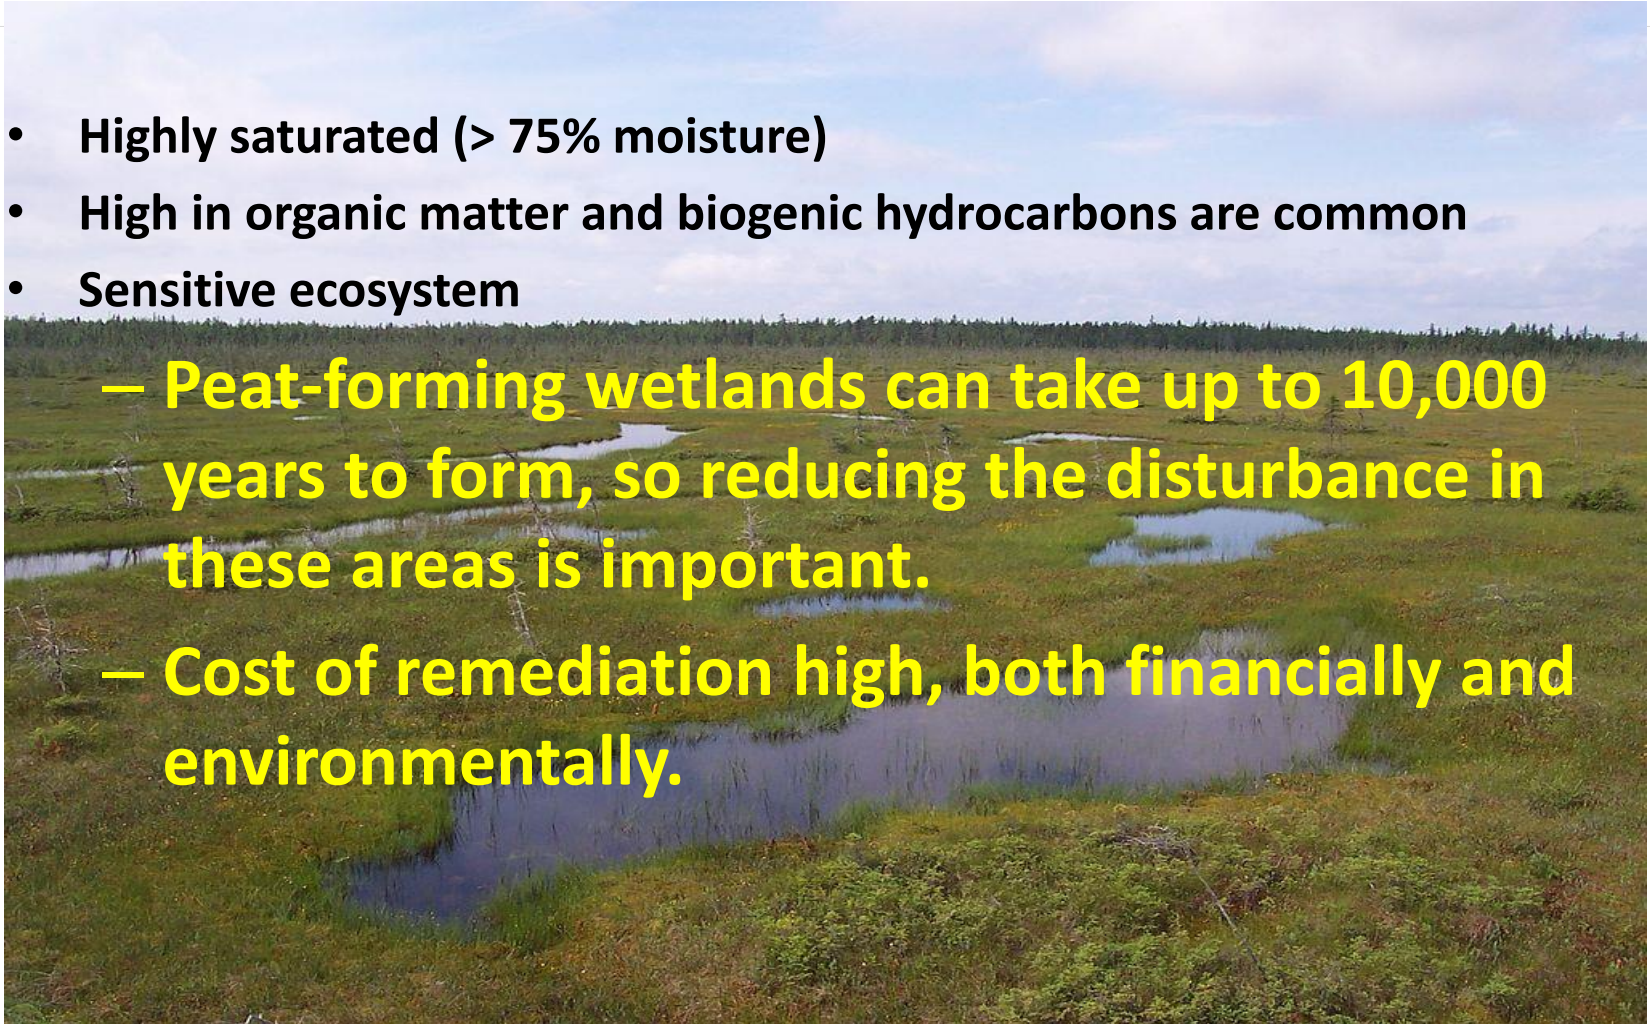 • Highly saturated (> 75% moisture)
• High in organic matter and biogenic hydrocarbons are common
• Sensitive ecosystem
– Peat-forming wetlands can take up to 10,000
years to form, so reducing the disturbance in
these areas is important.
– Cost of remediation high, both financially and
environmentally.